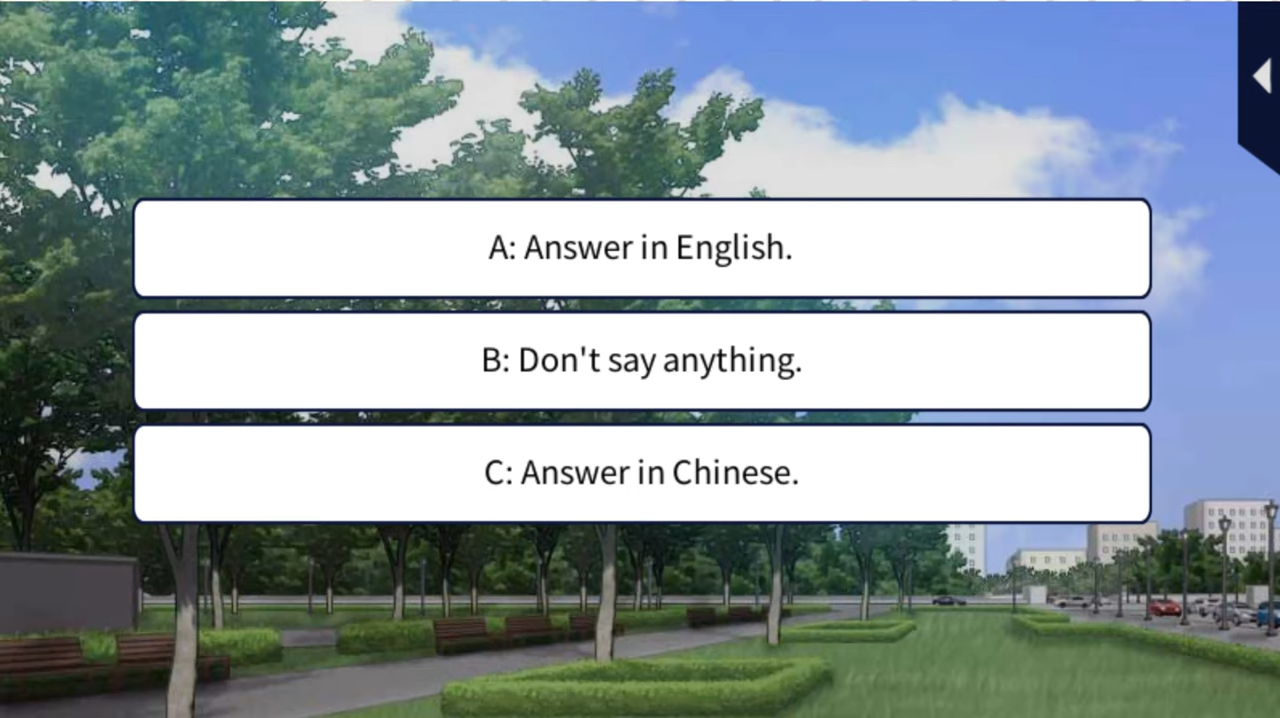 A: Answer in English.
B: Don't say anything.
C: Answer in Chinese.